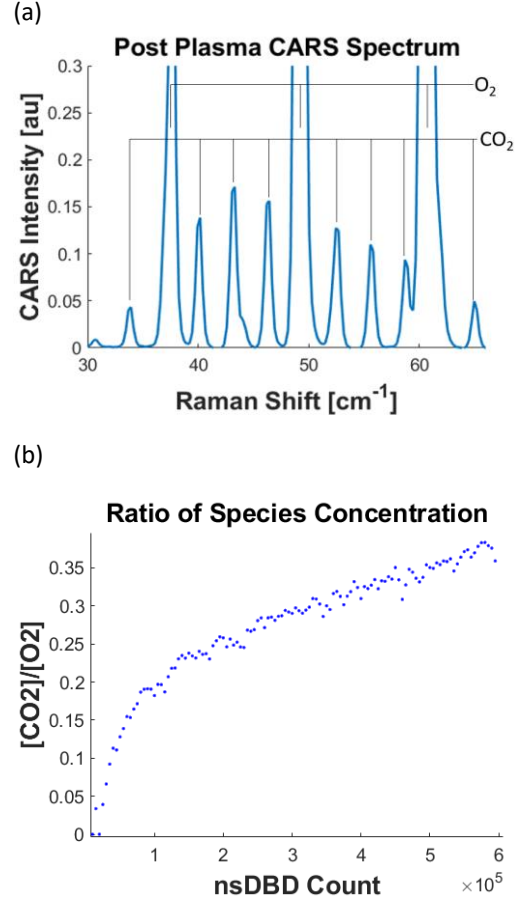 (a)
Post Plasma CARS Spectrum
0.3
0.25
0.2
0.15
0.1
0.05
0
O₂
CO₂
CARS Intensity [au]
30
40
50
60
Raman Shift [cm⁻¹]
(b)
Ratio of Species Concentration
0.35
0.3
0.25
0.2
0.15
0.1
0.05
0
[CO2]/[O2]
1
2
3
4
5
6
×10⁵
nsDBD Count